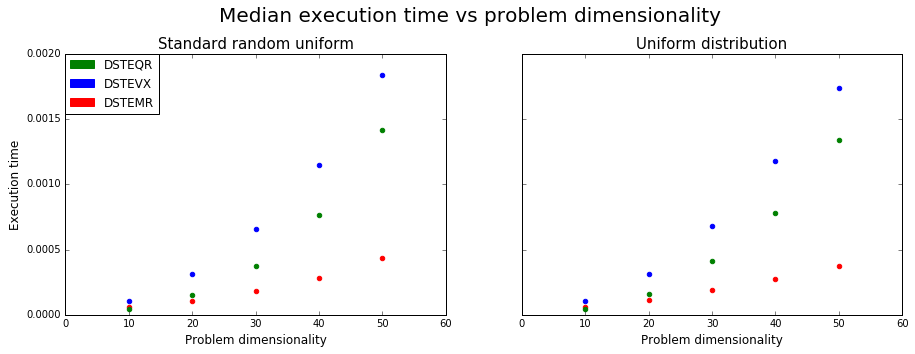 Median execution time vs problem dimensionality
Standard random uniform
DSTEQR
DSTEVX
DSTEMR
Execution time
0.0020
0.0015
0.0010
0.0005
0.0000
0 10 20 30 40 50 60
Problem dimensionality
Uniform distribution
0 10 20 30 40 50 60
Problem dimensionality